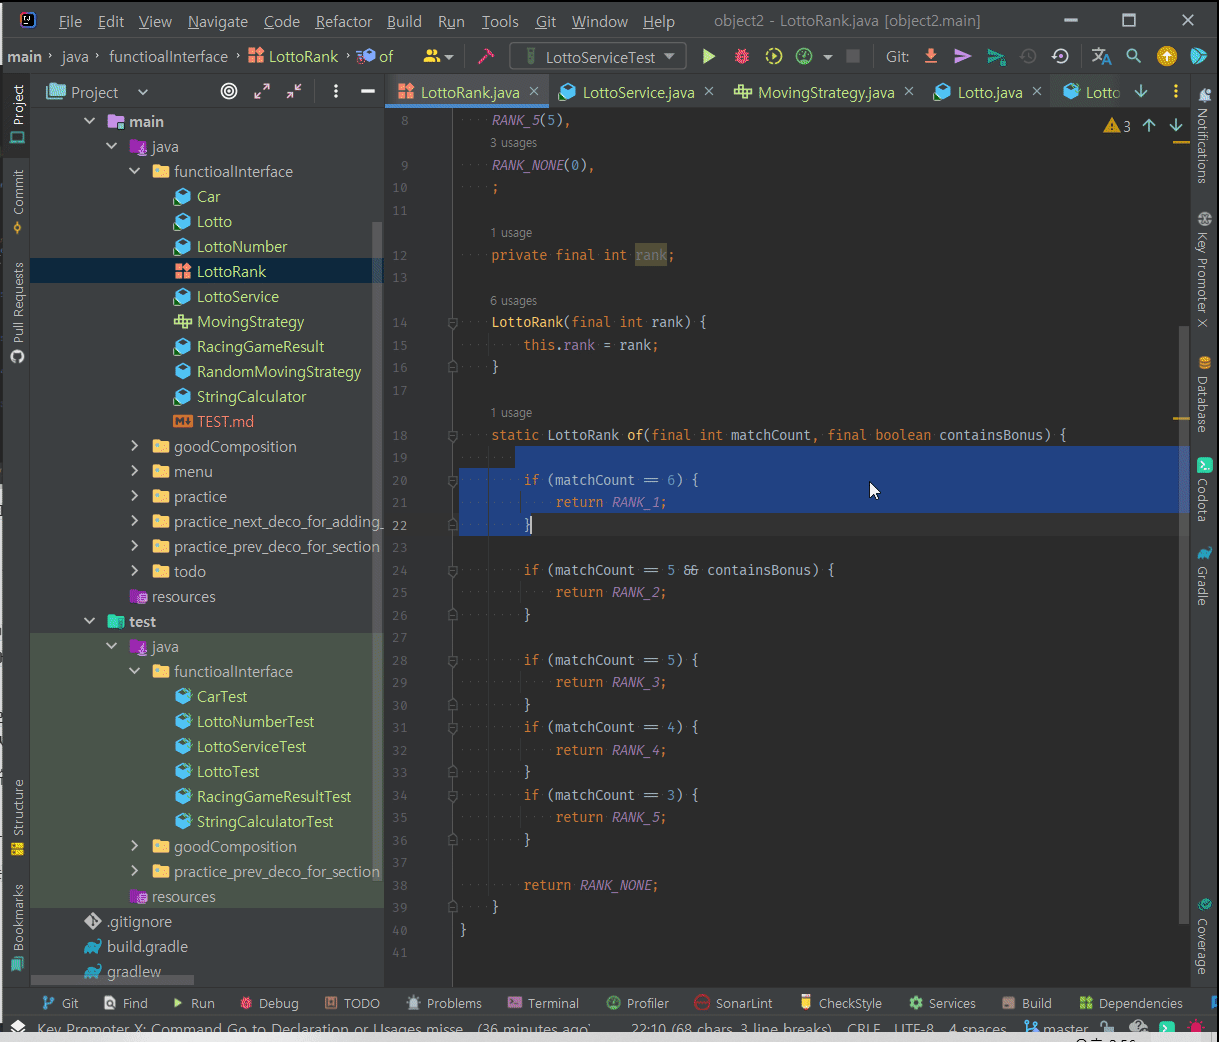 File Edit View Navigate Code Refactor Build Run Tools Git Window Help object2 - LottoRank.java [object2.main]
main java functioalInterface LottoRank of LottoServiceTest Git:
Project
LottoRank.java LottoService.java MovingStrategy.java Lotto.java Lotto
Project
Commit
Pull Requests
Structure
Bookmarks
main
java
functioalInterface
Car
Lotto
LottoNumber
LottoRank
LottoService
MovingStrategy
RacingGameResult
RandomMovingStrategy
StringCalculator
TEST.md
goodComposition
menu
practice
practice_next_deco_for_adding_
practice_prev_deco_for_section
todo
resources
test
java
functioalInterface
CarTest
LottoNumberTest
LottoServiceTest
LottoTest
RacingGameResultTest
StringCalculatorTest
goodComposition
practice_prev_deco_for_section
resources
.gitignore
build.gradle
gradlew
3
8 RANK_5(5),
3 usages
9 RANK_NONE(0),
10 ;
11
1 usage
12 private final int rank;
13
6 usages
14 LottoRank(final int rank) {
15 this.rank = rank;
16 }
17
1 usage
18 static LottoRank of(final int matchCount, final boolean containsBonus) {
19
20 if (matchCount == 6) {
21 return RANK_1;
22 }
23
24 if (matchCount == 5 && containsBonus) {
25 return RANK_2;
26 }
27
28 if (matchCount == 5) {
29 return RANK_3;
30 }
31 if (matchCount == 4) {
32 return RANK_4;
33 }
34 if (matchCount == 3) {
35 return RANK_5;
36 }
37
38 return RANK_NONE;
39 }
40 }
41
Notifications
Key Promoter X
Database
Codota
Gradle
Coverage
Git Find Run Debug TODO Problems Terminal Profiler SonarLint CheckStyle Services Build Dependencies
Key Promoter X: Command Go to Declaration or Usages misse... (36 minutes ago) 22:10 (68 chars, 3 line breaks) CRLF UTF-8 4 spaces master